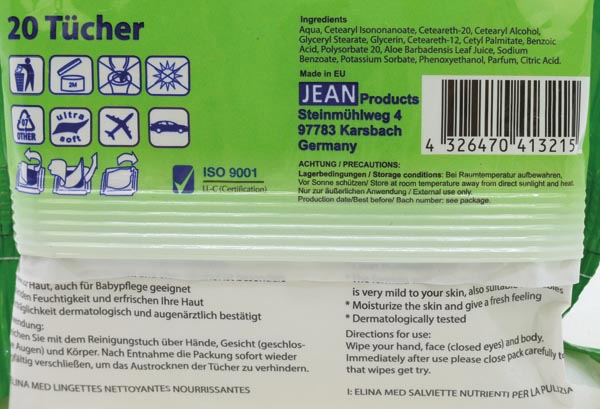 20 Tücher
Ingredients
Aqua, Cetearyl Isononanoate, Ceteareth-20, Cetearyl Alcohol,
Glyceryl Stearate, Glycerin, Ceteareth-12, Cetyl Palmitate, Benzoic
Acid, Polysorbate 20, Aloe Barbadensis Leaf Juice, Sodium
Benzoate, Potassium Sorbate, Phenoxyethanol, Parfum, Citric Acid.
Made in EU
JEAN Products
Steinmühlweg 4
97783 Karsbach
Germany
4 326470 413215
2M
07
OTHER
ultra
soft
ISO 9001
LL-C (Certification)
ACHTUNG / PRECAUTIONS:
Lagerbedingungen / Storage conditions: Bei Raumtemperatur aufbewahren,
Vor Sonne schützen/ Store at room temperature away from direct sunlight and heat.
Nur zur äußerlichen Anwendung / External use only.
Production date/Best before/ Bach number: see package.
Haut, auch für Babypflege geeignet
Feuchtigkeit und erfrischen Ihre Haut
dermatologisch und augenärztlich bestätigt
Sie mit dem Reinigungstuch über Hände, Gesicht (geschlos-
Augen) und Körper. Nach Entnahme die Packung sofort wieder
verschließen, um das Austrocknen der Tücher zu verhindern.
I: ELINA MED LINGETTES NETTOYANTES NOURRISSANTES
is very mild to your skin, also
* Moisturize the skin and give a fresh feeling
* Dermatologically tested
Directions for use:
Wipe your hand, face (closed eyes) and body.
Immediately after use please close pack carefully
that wipes get try.
I: ELINA MED SALVIETTE NUTRIENTI PER LA PULIZIA